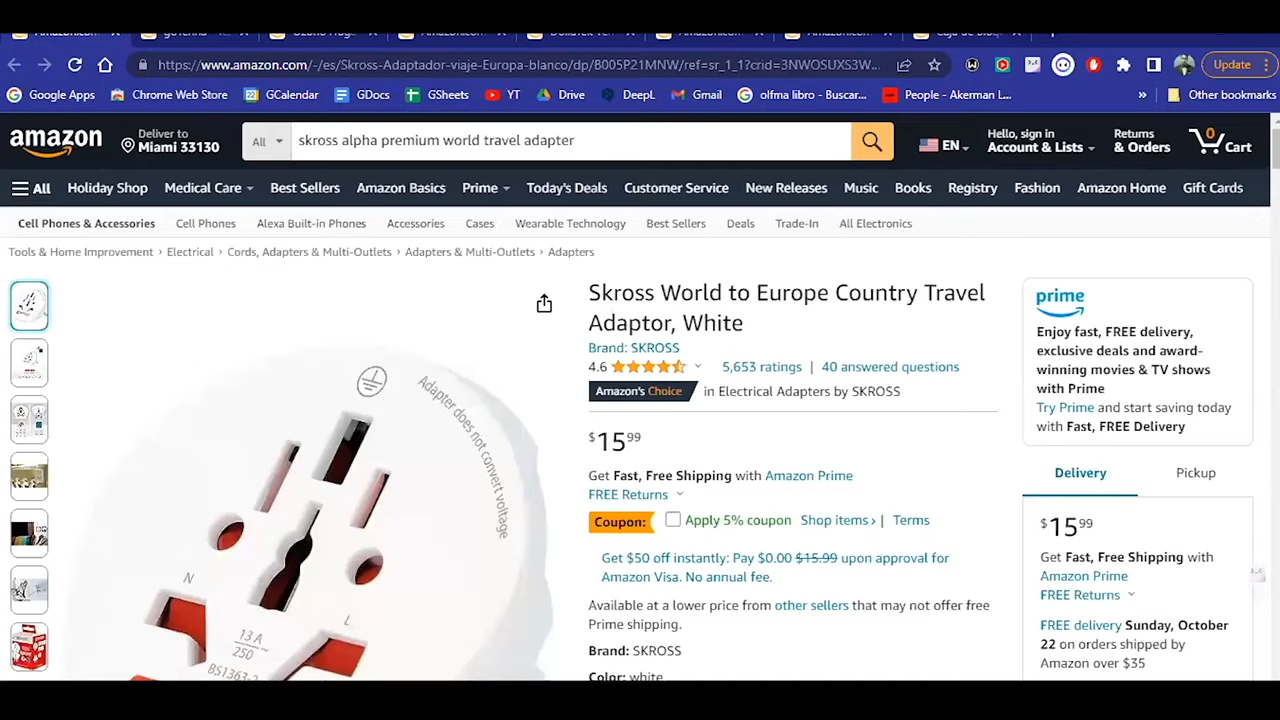 https://www.amazon.com/-/es/Skross-Adaptador-viaje-Europa-blanco/dp/B005P21MNW/ref=sr_1_1?crid=3NWOSUXS3W...
Update
Google Apps
Chrome Web Store
GCalendar
GDocs
GSheets
YT
Drive
DeepL
Gmail
olfma libro - Buscar...
People - Akerman L...
»
Other bookmarks
amazon
Deliver to
Miami 33130
All
skross alpha premium world travel adapter
EN
Hello, sign in
Account & Lists
Returns
& Orders
0
Cart
All
Holiday Shop
Medical Care
Best Sellers
Amazon Basics
Prime
Today's Deals
Customer Service
New Releases
Music
Books
Registry
Fashion
Amazon Home
Gift Cards
Cell Phones & Accessories
Cell Phones
Alexa Built-in Phones
Accessories
Cases
Wearable Technology
Best Sellers
Deals
Trade-In
All Electronics
Tools & Home Improvement › Electrical › Cords, Adapters & Multi-Outlets › Adapters & Multi-Outlets › Adapters
Adapter does not convert voltage
N
L
13 A
250 ~
BS1363-2
Skross World to Europe Country Travel
Adaptor, White
Brand: SKROSS
4.6
5,653 ratings | 40 answered questions
Amazon's Choice in Electrical Adapters by SKROSS
$15 99
Get Fast, Free Shipping with Amazon Prime
FREE Returns
Coupon: Apply 5% coupon Shop items › | Terms
Get $50 off instantly: Pay $0.00 $15.99 upon approval for
Amazon Visa. No annual fee.
Available at a lower price from other sellers that may not offer free
Prime shipping.
Brand: SKROSS
Color: white
prime
Enjoy fast, FREE delivery,
exclusive deals and award-
winning movies & TV shows
with Prime
Try Prime and start saving today
with Fast, FREE Delivery
Delivery
Pickup
$15 99
Get Fast, Free Shipping with
Amazon Prime
FREE Returns
FREE delivery Sunday, October
22 on orders shipped by
Amazon over $35